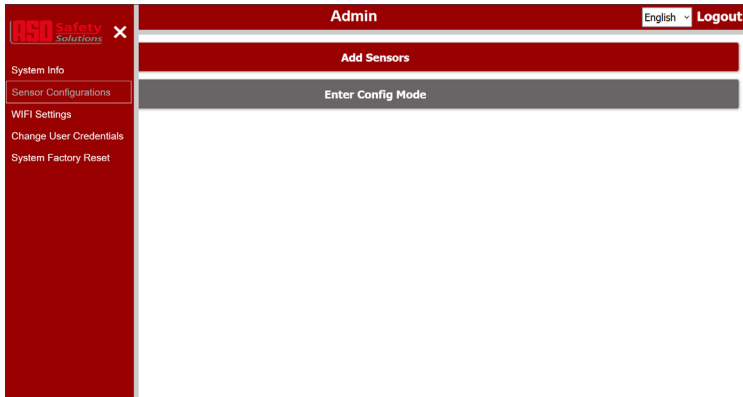 ASO Safety
Solutions
×
Admin
English
Logout
System Info
Sensor Configurations
WIFI Settings
Change User Credentials
System Factory Reset
Add Sensors
Enter Config Mode